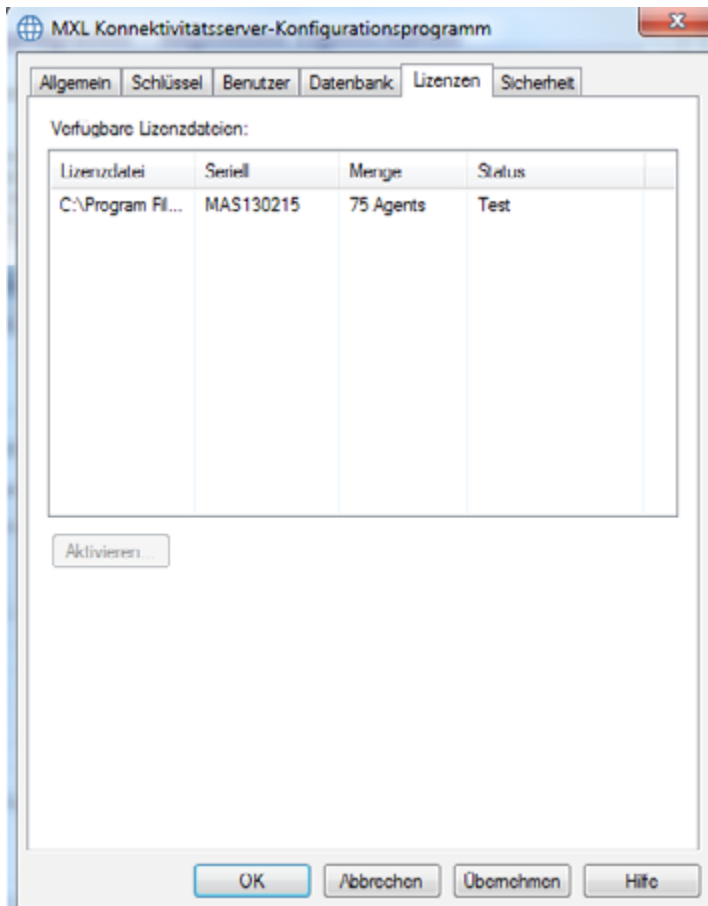 MXL Konnektivitatsserver-Konfigurationsprogramm
Allgemein Schlüssel Benutzer Datenbank Lizenzen Sicherheit
Verfügbare Lizenzdateien:
Lizenzdatei Seriell Menge Status
C:\Program Fil... MAS130215 75 Agents Test
Aktivieren...
OK Abbrechen Übernehmen Hilfe